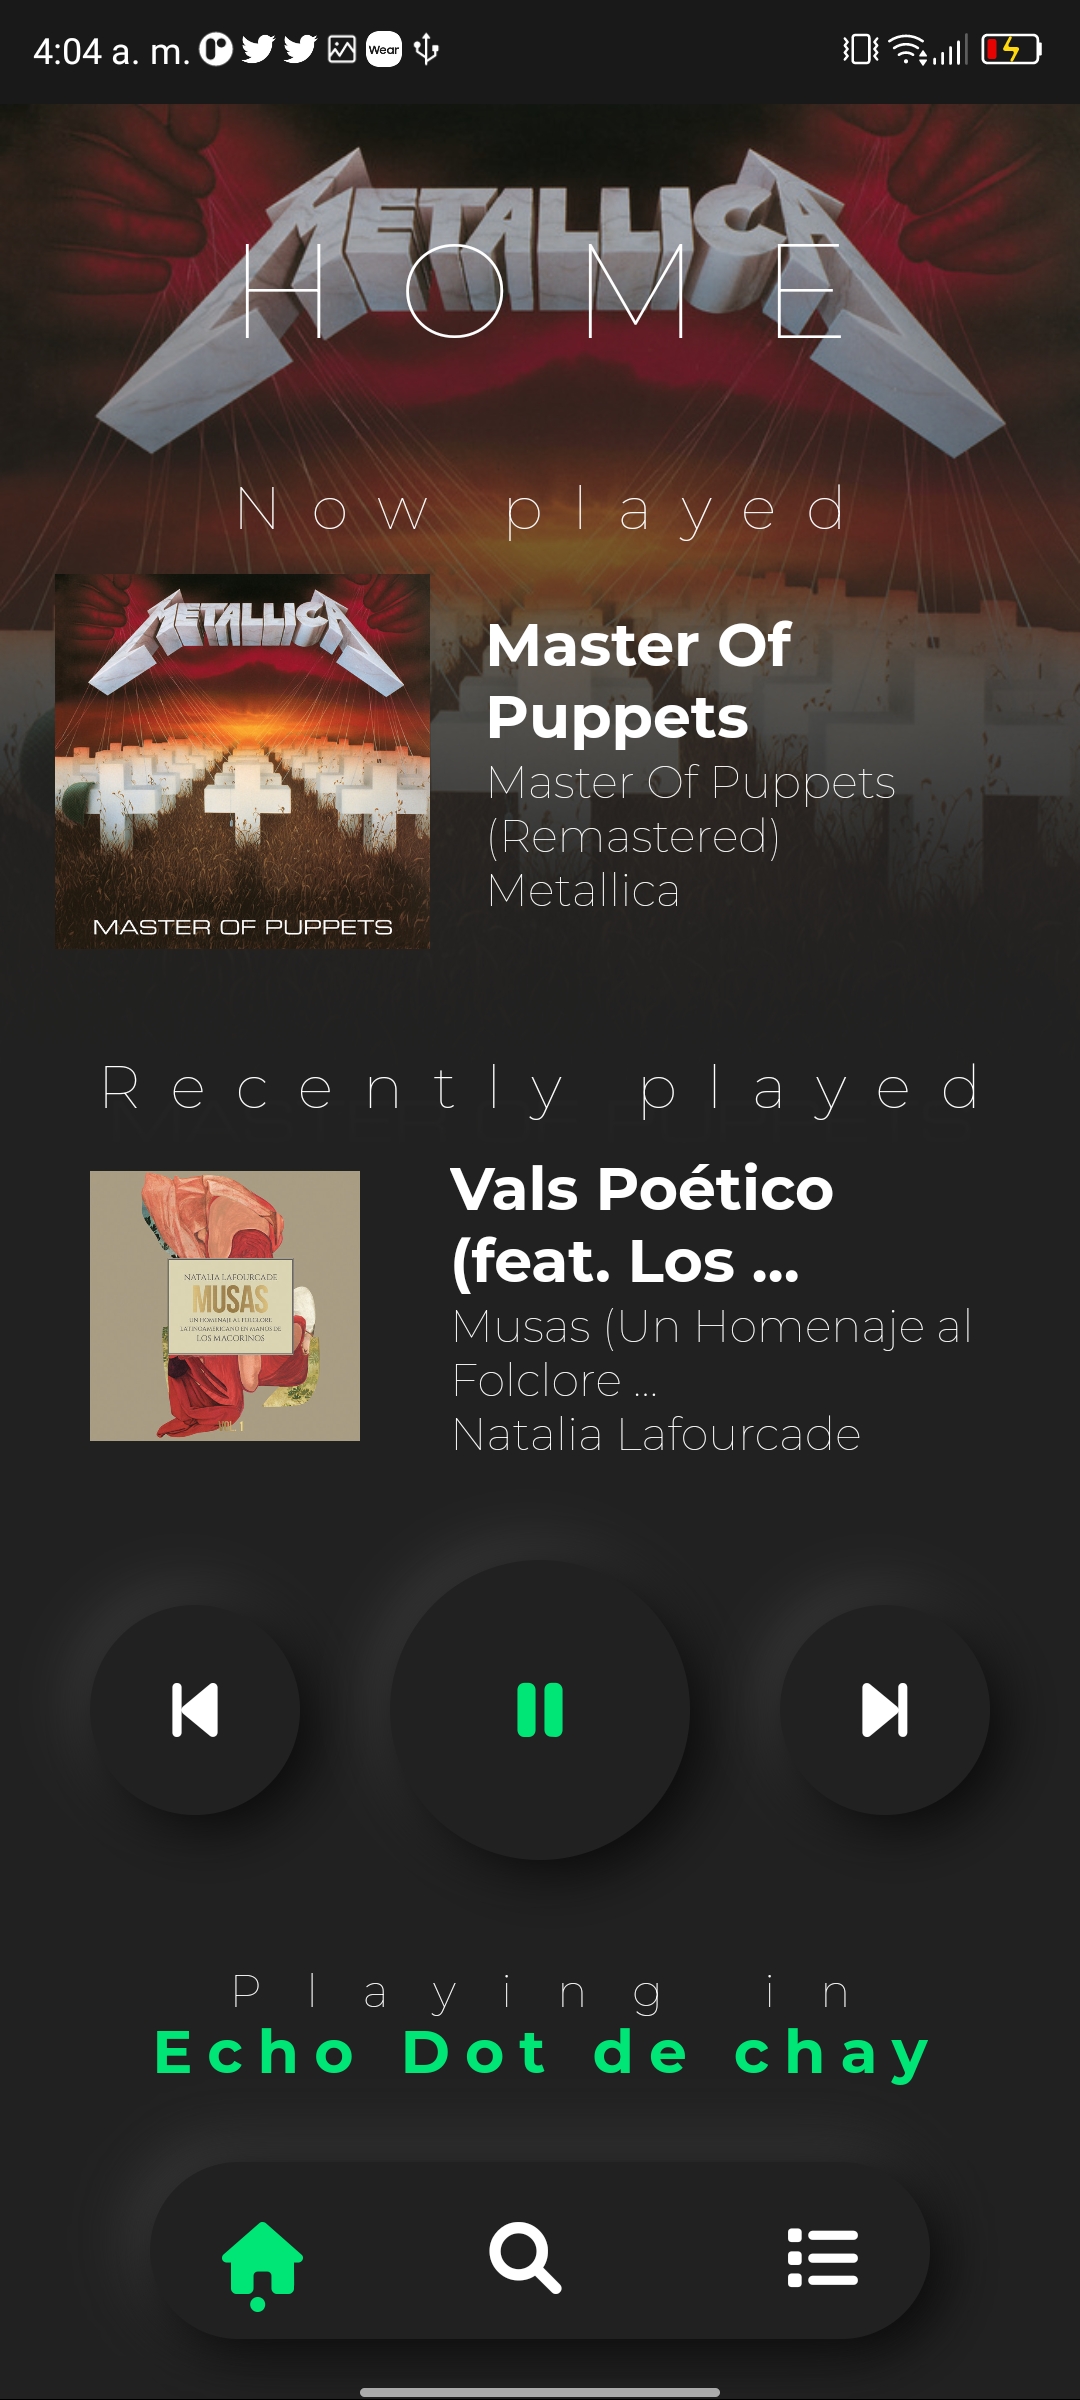 4:04 a. m.
Wear
METALLICA
HOME
Now played
METALLICA
MASTER OF PUPPETS
Master Of
Puppets
Master Of Puppets
(Remastered)
Metallica
Recently played
NATALIA LAFOURCADE
MUSAS
UN HOMENAJE AL FOLCLORE
LATINOAMERICANO EN MANOS DE
LOS MACORINOS
VOL. 1
Vals Poético
(feat. Los ...
Musas (Un Homenaje al
Folclore ...
Natalia Lafourcade
Playing in
Echo Dot de chay